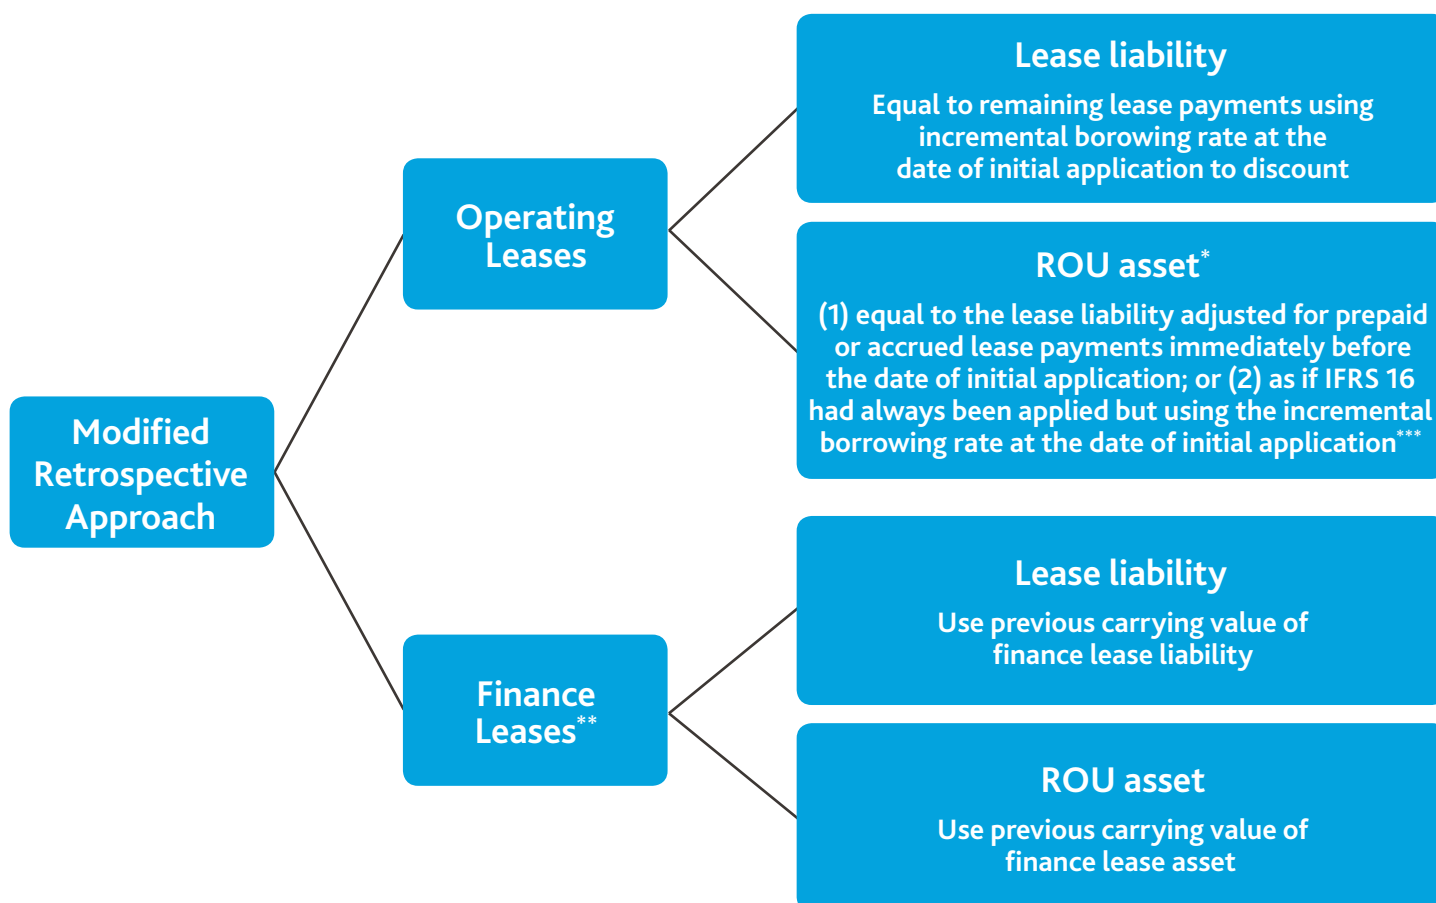 Modified
Retrospective
Approach
Operating
Leases
Lease liability
Equal to remaining lease payments using
incremental borrowing rate at the
date of initial application to discount
ROU asset*
(1) equal to the lease liability adjusted for prepaid
or accrued lease payments immediately before
the date of initial application; or (2) as if IFRS 16
had always been applied but using the incremental
borrowing rate at the date of initial application***
Finance
Leases**
Lease liability
Use previous carrying value of
finance lease liability
ROU asset
Use previous carrying value of
finance lease asset